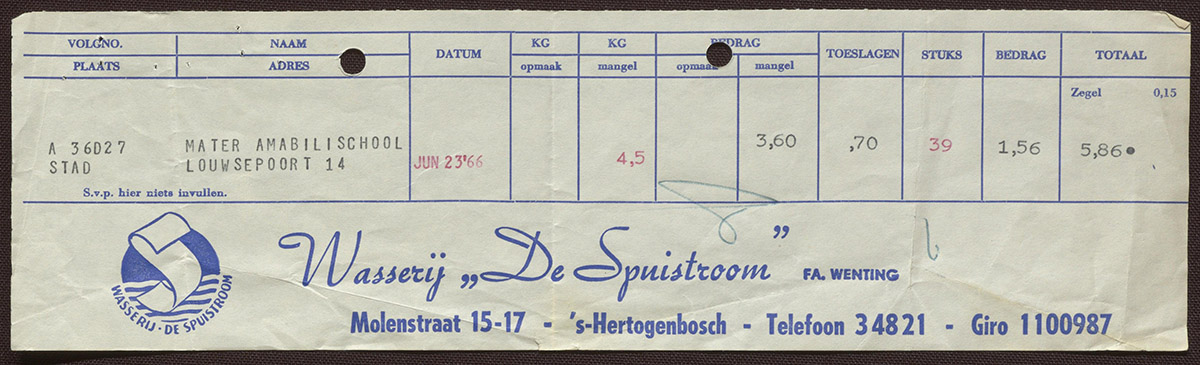 VOLGNO. NAAM DATUM KG KG BEDRAG TOESLAGEN STUKS BEDRAG TOTAAL
PLAATS ADRES opmaak mangel opmaak mangel
Zegel 0,15
A 36D27 MATER AMABILISCHOOL 3,60 ,70 39 1,56 5,86
STAD LOUWSEPOORT 14 JUN 23'66 4,5
S.v.p. hier niets invullen.
Wasserij „De Spuistroom” FA. WENTING
WASSERIJ · DE SPUISTROOM
Molenstraat 15-17 - 's-Hertogenbosch - Telefoon 34821 - Giro 1100987